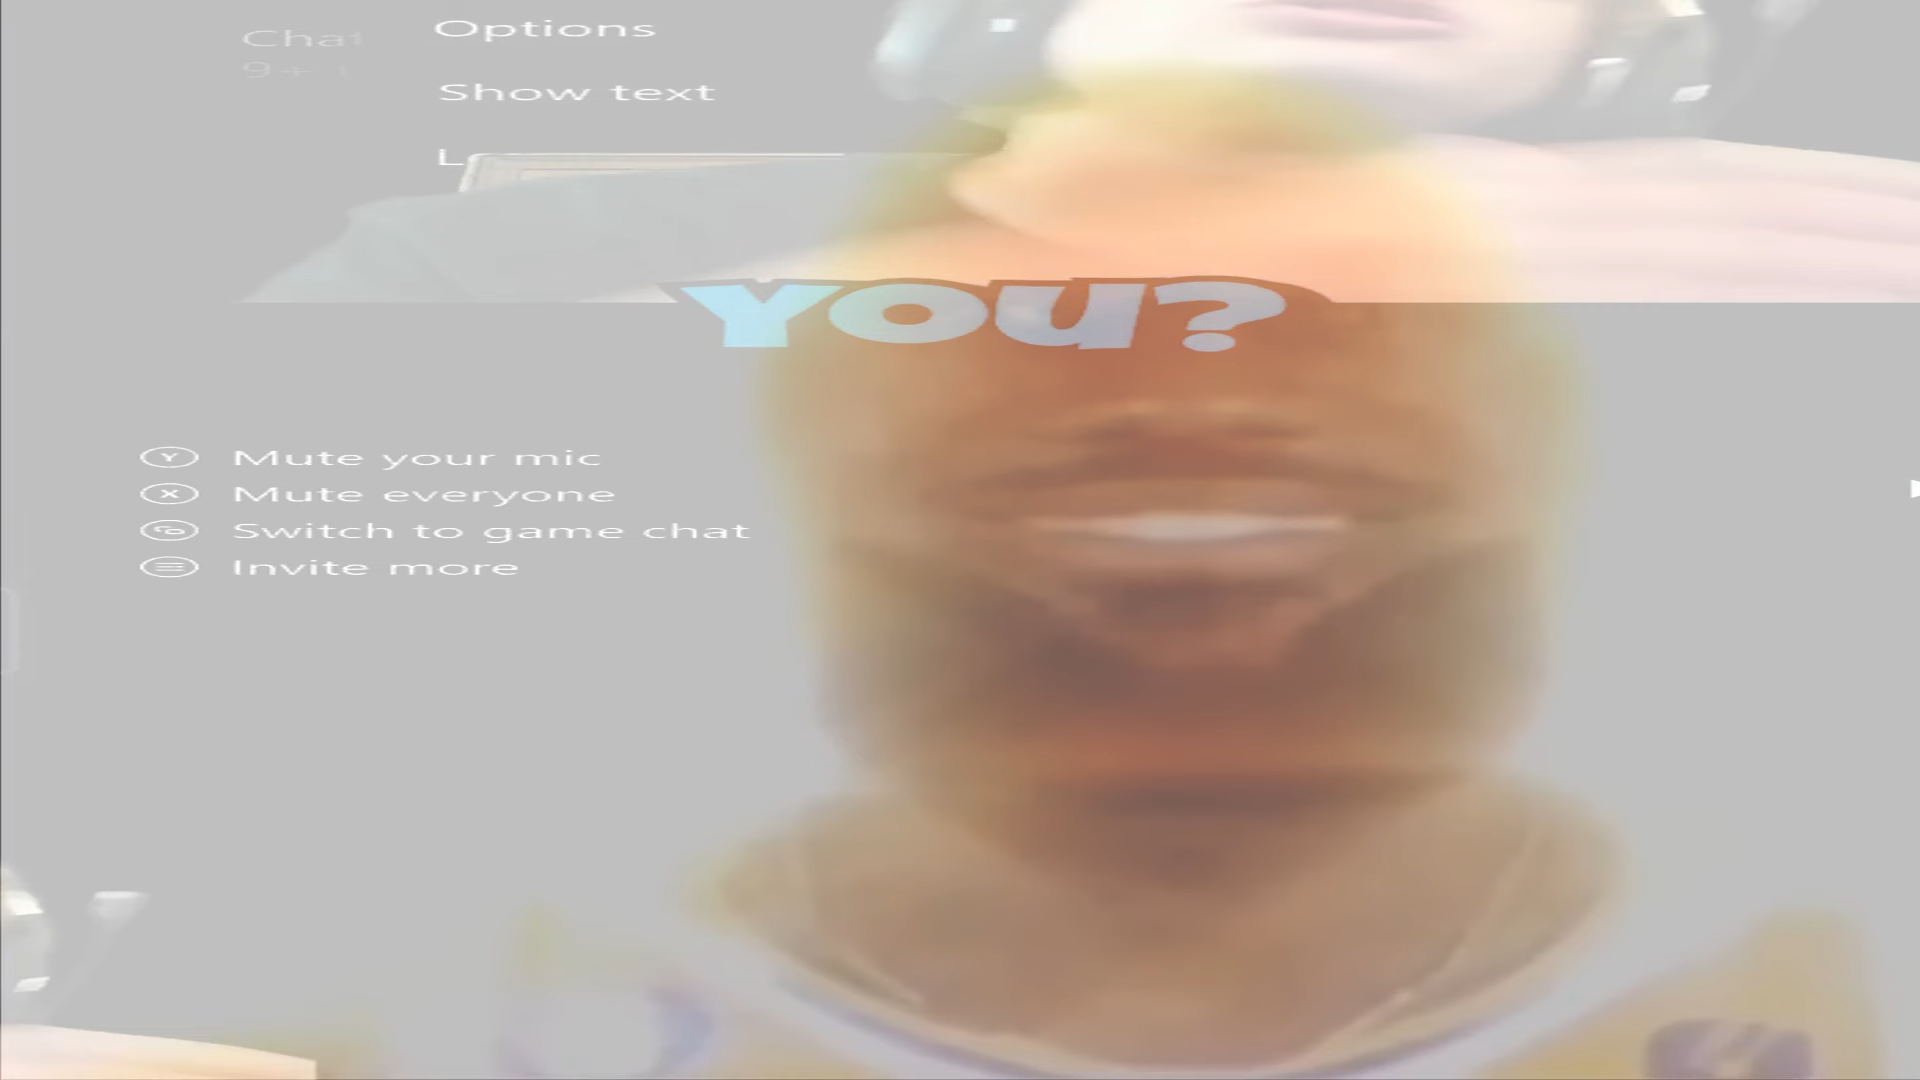 Options
Show text
You?
Mute your mic
Mute everyone
Switch to game chat
Invite more